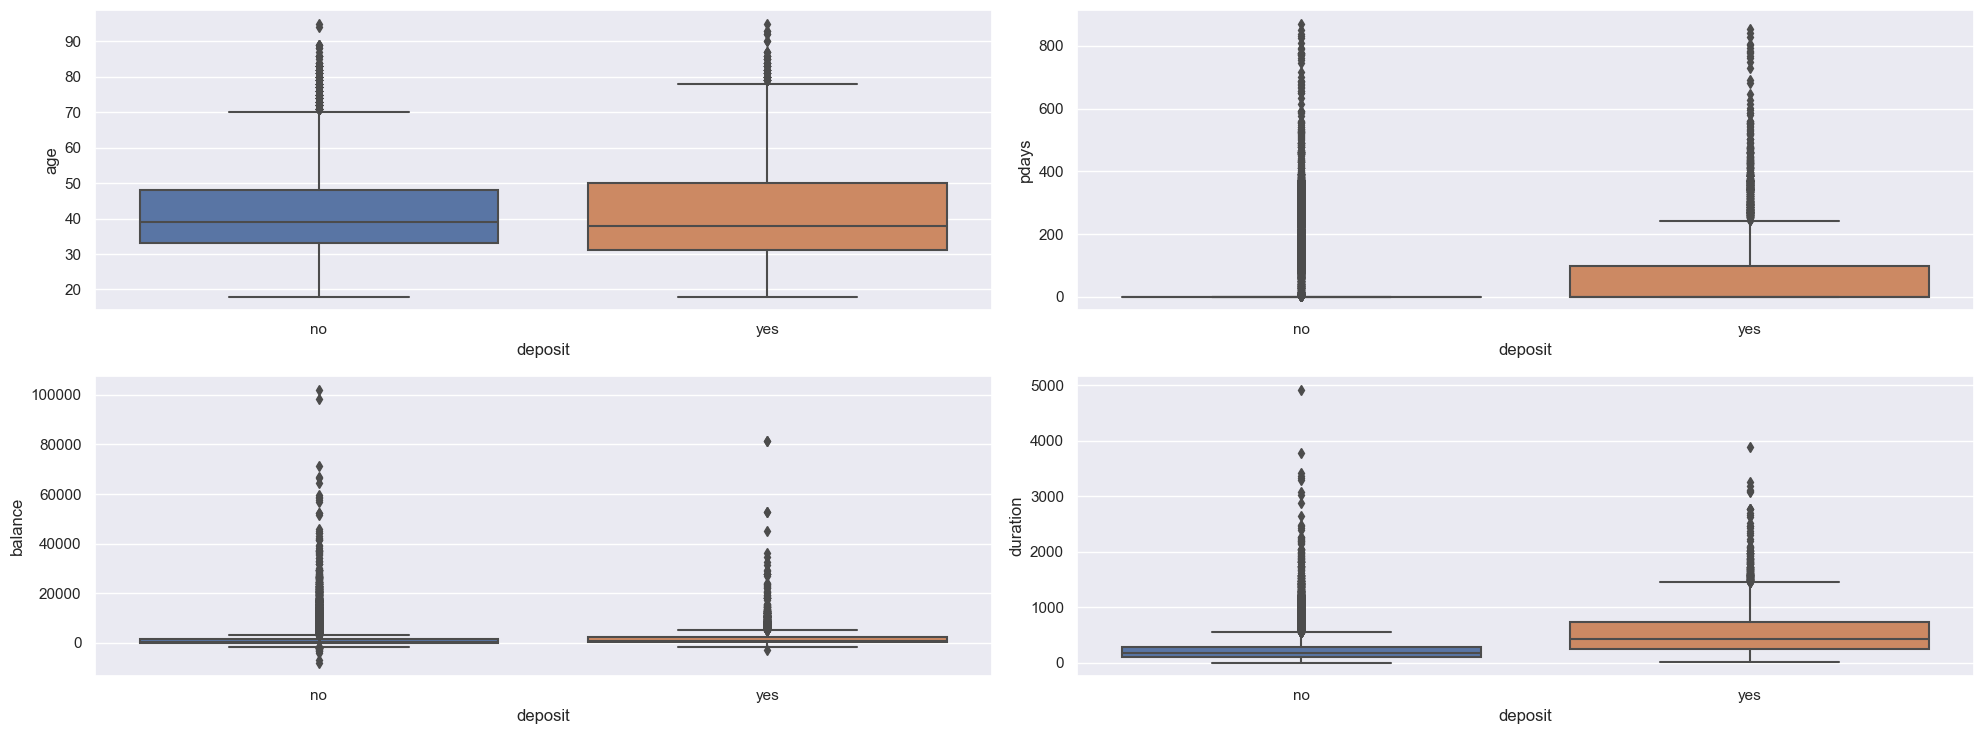 90
80
70
60
50
40
30
20
age
no
yes
deposit
800
600
400
200
0
pdays
no
yes
deposit
100000
80000
60000
40000
20000
0
balance
no
yes
deposit
5000
4000
3000
2000
1000
0
duration
no
yes
deposit